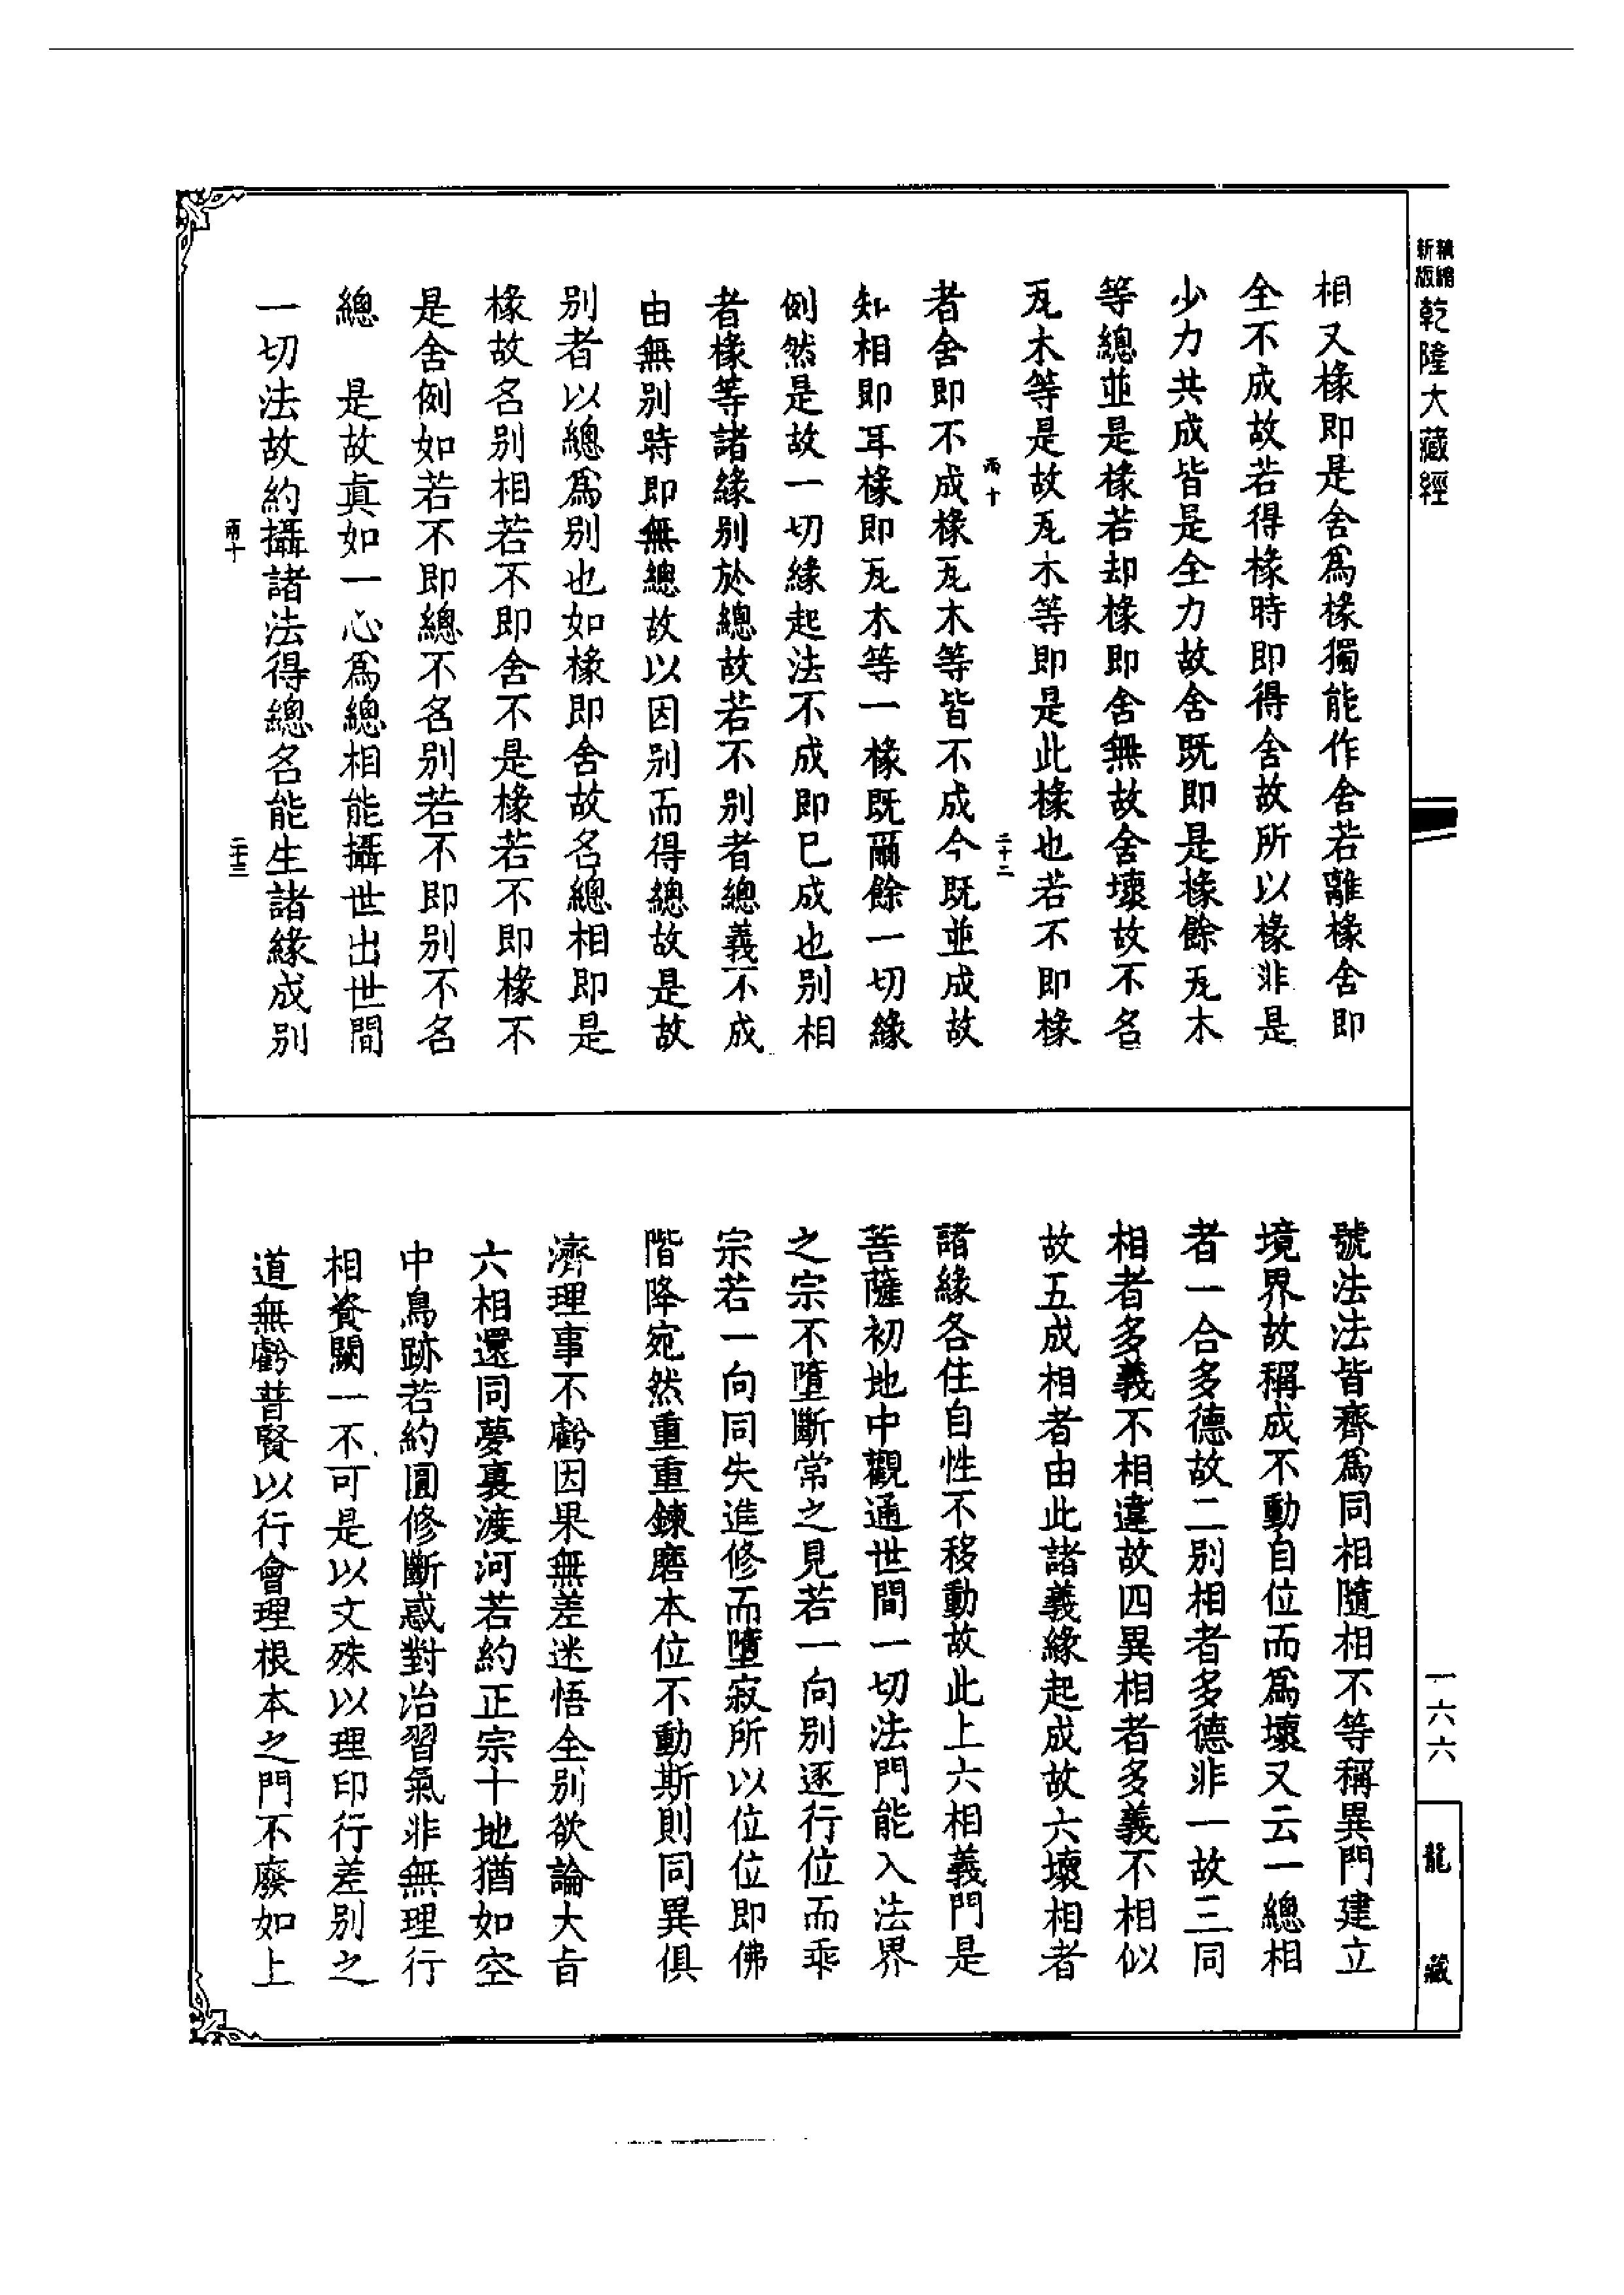 精縮新版 乾隆大藏經
相又椽即是舍爲椽獨能作舍若離椽舍即
全不成故若得椽時即得舍故所以椽非是
少力共成皆是全力故舍既即是椽餘瓦木
等總並是椽若却椽即舍無故舍壞故不名
瓦木等是故瓦木等即是此椽也若不即椽
兩十 二十二
者舍即不成椽瓦木等皆不成今既並成故
知相即耳椽即瓦木等一椽既爾餘一切緣
例然是故一切緣起法不成即已成也別相
者椽等諸緣別於總故若不別者總義不成
由無別時即無總故以因別而得總故是故
別者以總爲別也如椽即舍故名總相即是
椽故名別相若不即舍不是椽若不即椽不
是舍例如若不即總不名別若不即別不名
總 是故真如一心爲總相能攝世出世間
一切法故約攝諸法得總名能生諸緣成別
兩十 二十三
號法法皆齊爲同相隨相不等稱異門建立
境界故稱成不動自位而爲壞又云一總相
者一合多德故二別相者多德非一故三同
相者多義不相違故四異相者多義不相似
故五成相者由此諸義緣起成故六壞相者
諸緣各住自性不移動故此上六相義門是
菩薩初地中觀通世間一切法門能入法界
之宗不墮斷常之見若一向別逐行位而乖
宗若一向同失進修而墮寂所以位位即佛
階降宛然重重鍊磨本位不動斯則同異俱
濟理事不虧因果無差迷悟全別欲論大旨
六相還同夢裏渡河若約正宗十地猶如空
中鳥跡若約圓修斷惑對治習氣非無理行
相資闕一不可是以文殊以理印行差別之
道無虧普賢以行會理根本之門不廢如上
一六六
龍藏